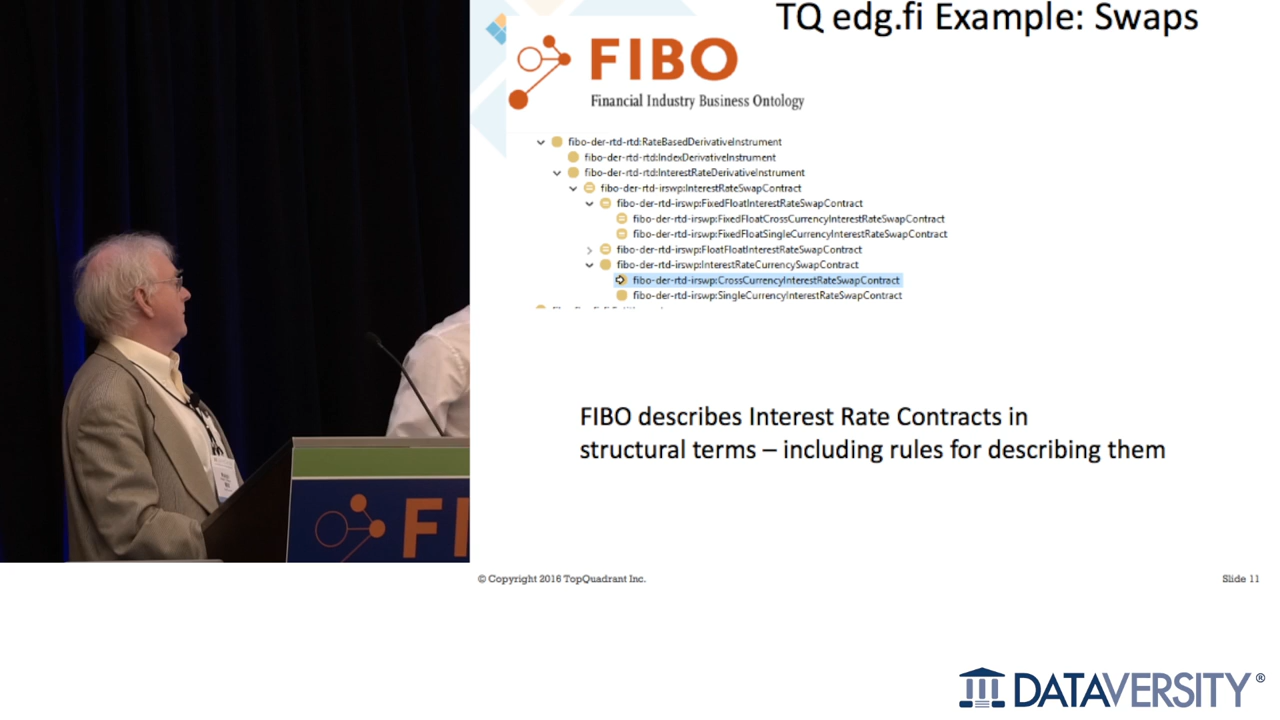 TQ edg.fi Example: Swaps
FIBO
Financial Industry Business Ontology
fibo-der-rtd-rtd:RateBasedDerivativeInstrument
fibo-der-rtd-rtd:IndexDerivativeInstrument
fibo-der-rtd-rtd:InterestRateDerivativeInstrument
fibo-der-rtd-irswp:InterestRateSwapContract
fibo-der-rtd-irswp:FixedFloatInterestRateSwapContract
fibo-der-rtd-irswp:FixedFloatCrossCurrencyInterestRateSwapContract
fibo-der-rtd-irswp:FixedFloatSingleCurrencyInterestRateSwapContract
fibo-der-rtd-irswp:FloatFloatInterestRateSwapContract
fibo-der-rtd-irswp:InterestRateCurrencySwapContract
fibo-der-rtd-irswp:CrossCurrencyInterestRateSwapContract
fibo-der-rtd-irswp:SingleCurrencyInterestRateSwapContract
FIBO describes Interest Rate Contracts in
structural terms – including rules for describing them
FI
© Copyright 2016 TopQuadrant Inc.
Slide 11
DATAVERSITY®